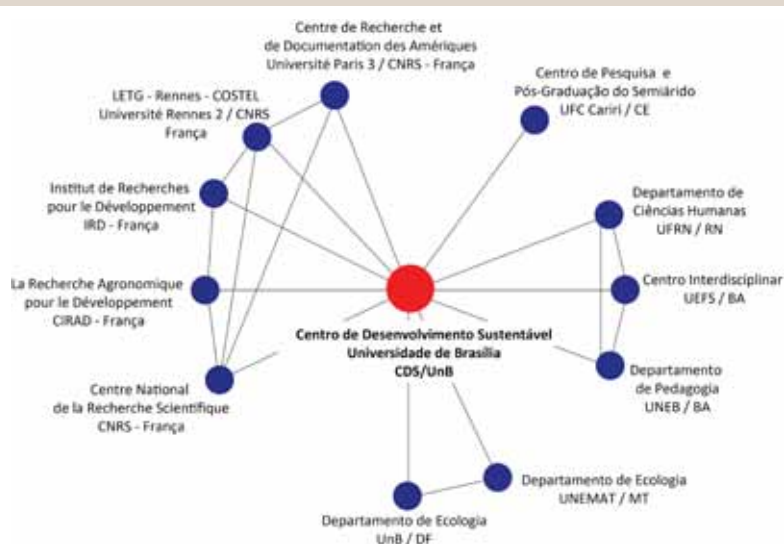 Centre de Recherche et
de Documentation des Amériques
Université Paris 3 / CNRS - França
LETG - Rennes - COSTEL
Université Rennes 2 / CNRS
França
Institut de Recherches
pour le Dévéloppement
IRD - França
La Recherche Agronomique
pour le Dévéloppement
CIRAD - França
Centre National
de la Recherche Scientifique
CNRS - França
Centro de Pesquisa e
Pós-Graduação do Semiárido
UFC Cariri / CE
Departamento de
Ciências Humanas
UFRN / RN
Centro Interdisciplinar
UEFS / BA
Departamento
de Pedagogia
UNEB / BA
Centro de Desenvolvimento Sustentável
Universidade de Brasília
CDS/UnB
Departamento de Ecologia
UNEMAT / MT
Departamento de Ecologia
UnB / DF